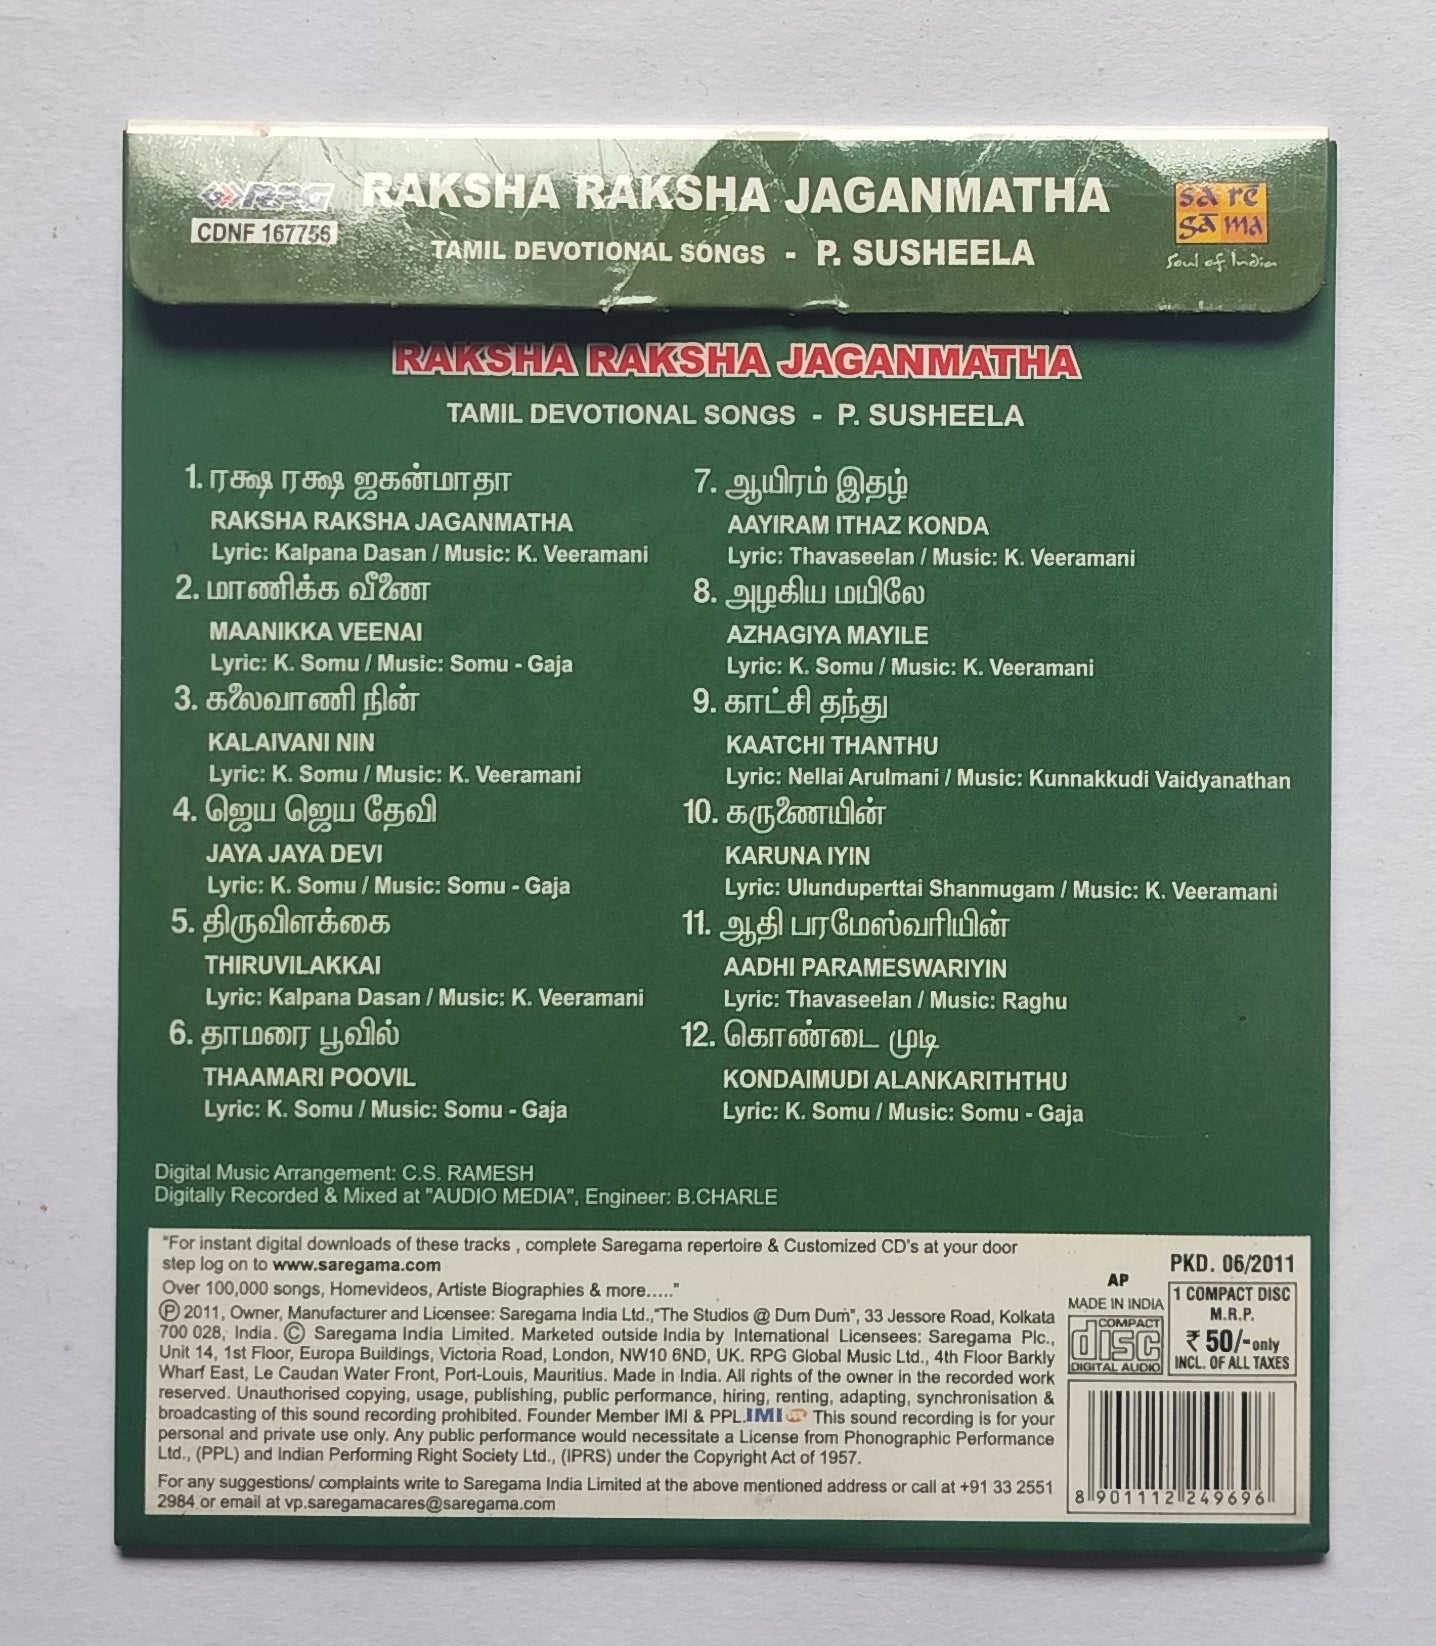 RPG
CDNF 167756
RAKSHA RAKSHA JAGANMATHA
TAMIL DEVOTIONAL SONGS - P. SUSHEELA
sa re
ga ma
Soul of India
RAKSHA RAKSHA JAGANMATHA
TAMIL DEVOTIONAL SONGS - P. SUSHEELA
1. ரக்ஷ ரக்ஷ ஜகன்மாதா
RAKSHA RAKSHA JAGANMATHA
Lyric: Kalpana Dasan / Music: K. Veeramani
2. மாணிக்க வீணை
MAANIKKA VEENAI
Lyric: K. Somu / Music: Somu - Gaja
3. கலைவாணி நின்
KALAIVANI NIN
Lyric: K. Somu / Music: K. Veeramani
4. ஜெய ஜெய தேவி
JAYA JAYA DEVI
Lyric: K. Somu / Music: Somu - Gaja
5. திருவிளக்கை
THIRUVILAKKAI
Lyric: Kalpana Dasan / Music: K. Veeramani
6. தாமரை பூவில்
THAAMARI POOVIL
Lyric: K. Somu / Music: Somu - Gaja
7. ஆயிரம் இதழ்
AAYIRAM ITHAZ KONDA
Lyric: Thavaseelan / Music: K. Veeramani
8. அழகிய மயிலே
AZHAGIYA MAYILE
Lyric: K. Somu / Music: K. Veeramani
9. காட்சி தந்து
KAATCHI THANTHU
Lyric: Nellai Arulmani / Music: Kunnakkudi Vaidyanathan
10. கருணையின்
KARUNA IYIN
Lyric: Ulunduperttai Shanmugam / Music: K. Veeramani
11. ஆதி பரமேஸ்வரியின்
AADHI PARAMESWARIYIN
Lyric: Thavaseelan / Music: Raghu
12. கொண்டை முடி
KONDAIMUDI ALANKARITHTHU
Lyric: K. Somu / Music: Somu - Gaja
Digital Music Arrangement: C.S. RAMESH
Digitally Recorded & Mixed at "AUDIO MEDIA", Engineer: B.CHARLE
"For instant digital downloads of these tracks , complete Saregama repertoire & Customized CD's at your door
step log on to www.saregama.com
Over 100,000 songs, Homevideos, Artiste Biographies & more....."
Ⓟ 2011, Owner, Manufacturer and Licensee: Saregama India Ltd.,"The Studios @ Dum Dum", 33 Jessore Road, Kolkata
700 028, India. © Saregama India Limited. Marketed outside India by International Licensees: Saregama Plc.,
Unit 14, 1st Floor, Europa Buildings, Victoria Road, London, NW10 6ND, UK. RPG Global Music Ltd., 4th Floor Barkly
Wharf East, Le Caudan Water Front, Port-Louis, Mauritius. Made in India. All rights of the owner in the recorded work
reserved. Unauthorised copying, usage, publishing, public performance, hiring, renting, adapting, synchronisation &
broadcasting of this sound recording prohibited. Founder Member IMI & PPL.IMI This sound recording is for your
personal and private use only. Any public performance would necessitate a License from Phonographic Performance
Ltd., (PPL) and Indian Performing Right Society Ltd., (IPRS) under the Copyright Act of 1957.
For any suggestions/ complaints write to Saregama India Limited at the above mentioned address or call at +91 33 2551
2984 or email at vp.saregamacares@saregama.com
PKD. 06/2011
AP
MADE IN INDIA
COMPACT
disc
DIGITAL AUDIO
1 COMPACT DISC
M.R.P.
₹ 50/-only
INCL. OF ALL TAXES
8 901112 249696